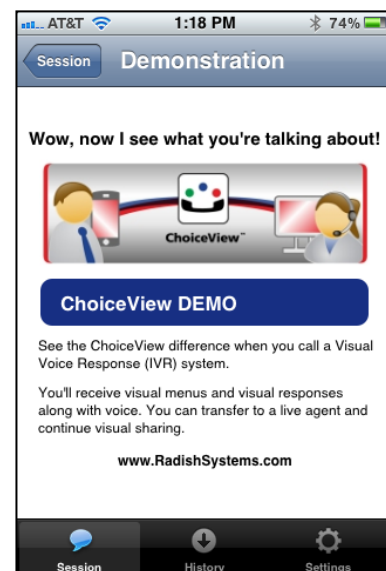 AT&T 1:18 PM 74%
Session Demonstration
Wow, now I see what you're talking about!
ChoiceView™
ChoiceView DEMO
See the ChoiceView difference when you call a Visual
Voice Response (IVR) system.
You'll receive visual menus and visual responses
along with voice. You can transfer to a live agent and
continue visual sharing.
www.RadishSystems.com
Session History Settings